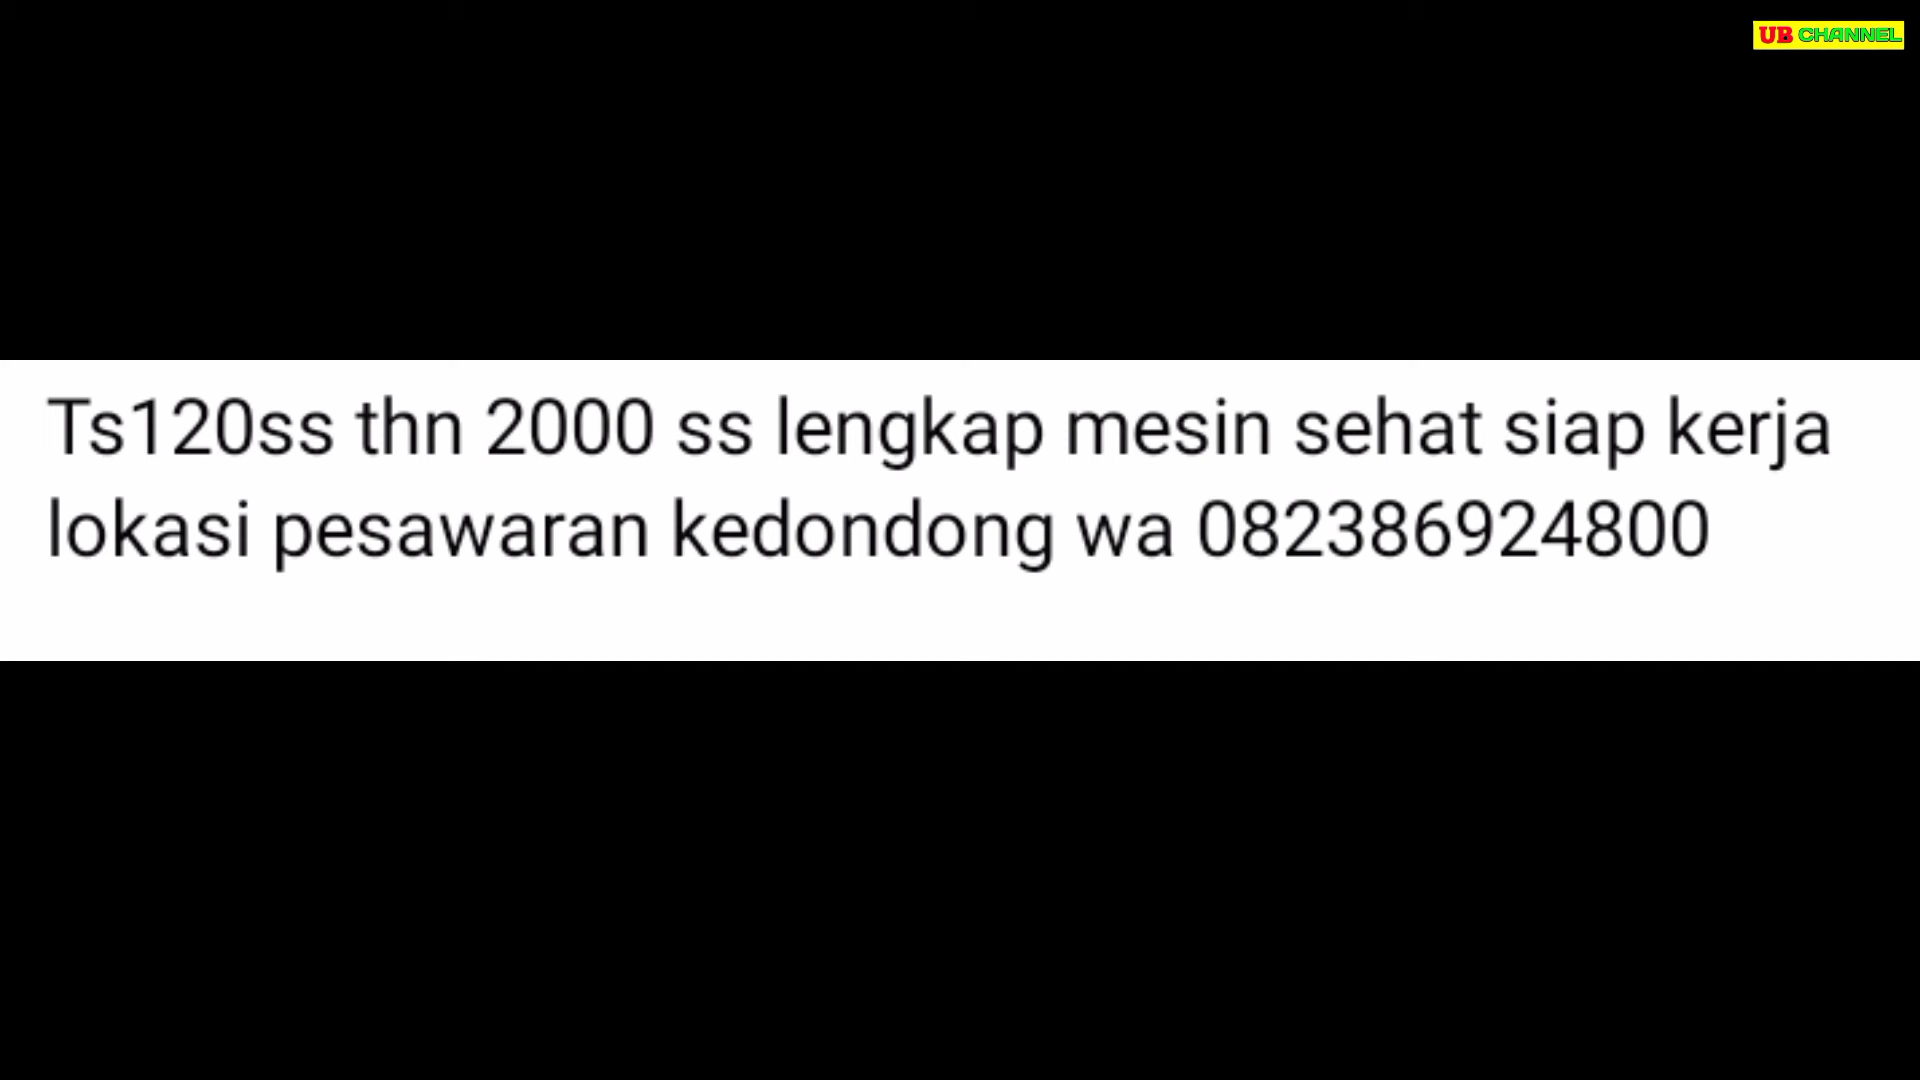 UB CHANNEL
Ts120ss thn 2000 ss lengkap mesin sehat siap kerja
lokasi pesawaran kedondong wa 082386924800